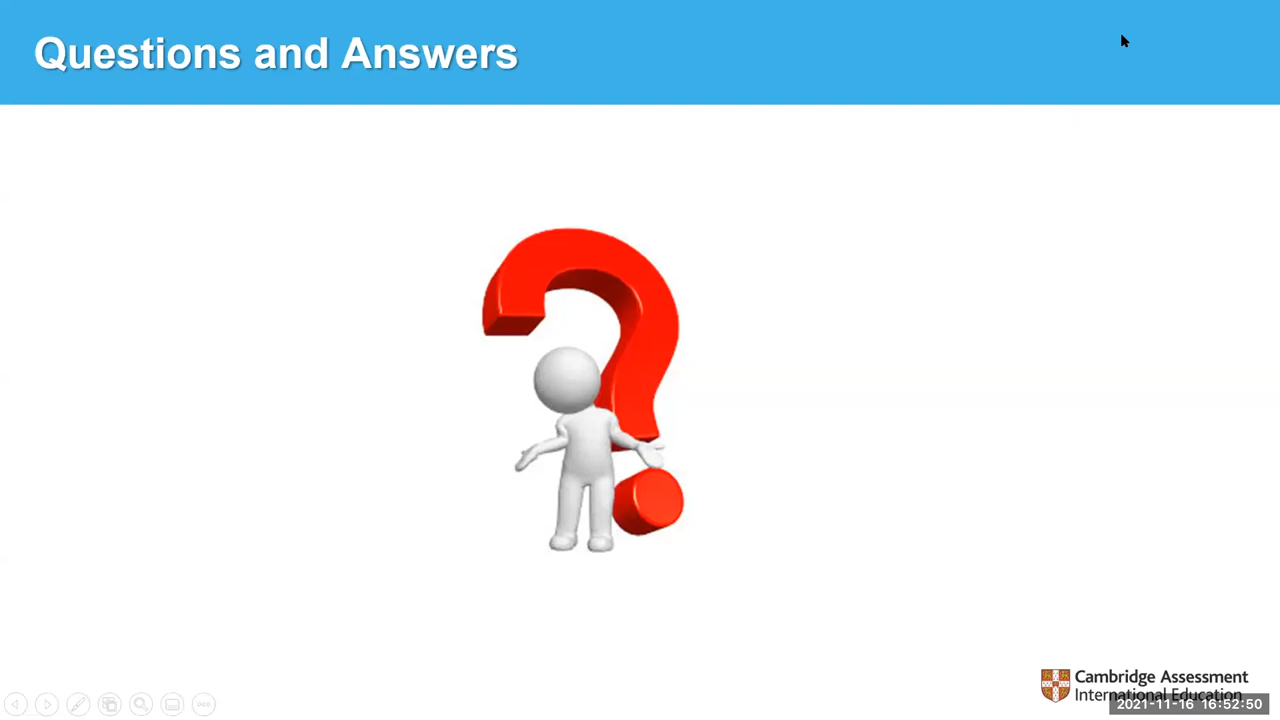 Questions and Answers
Cambridge Assessment
International Education
2021-11-16 16:52:50